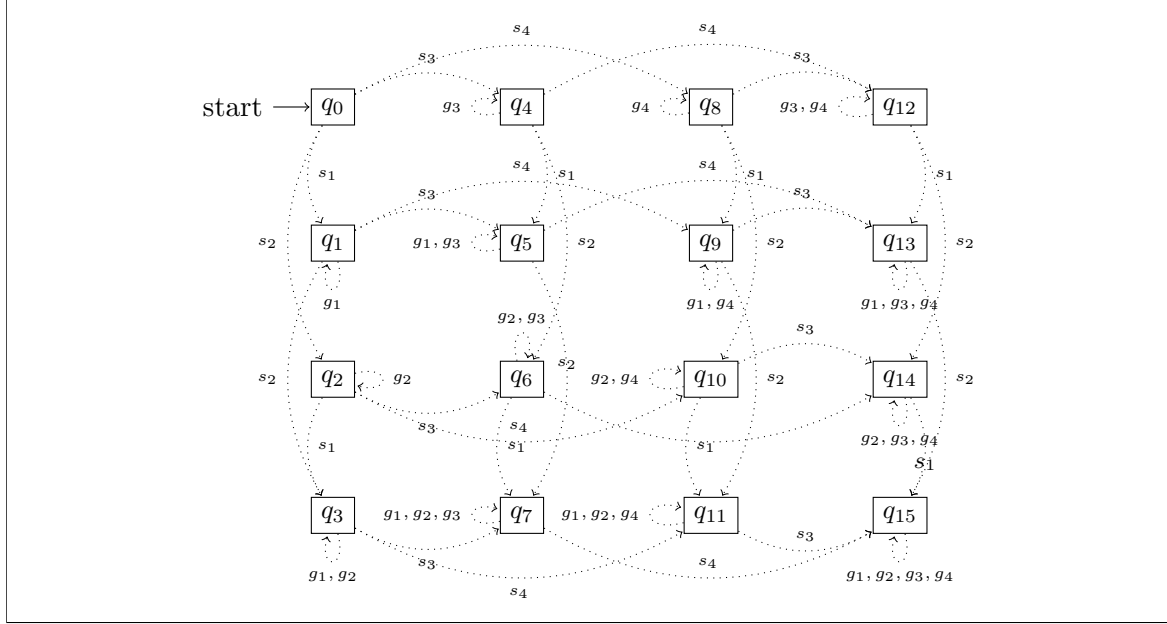 s₄ s₄
s₃ s₃
start q₀ g₃ q₄ g₄ q₈ g₃, g₄ q₁₂
s₁ s₄ s₁ s₁ s₄ s₁
s₃ s₃
s₂ q₁ g₁, g₃ q₅ s₂ q₉ s₂ q₁₃ s₂
g₁ g₁, g₄ g₁, g₃, g₄
g₂, g₃
s₃
s₂
s₂ q₂ g₂ q₆ g₂, g₄ q₁₀ s₂ q₁₄ s₂
s₃ s₄
s₁ s₁ s₁ g₂, g₃, g₄
s₁
q₃ g₁, g₂, g₃ q₇ g₁, g₂, g₄ q₁₁ q₁₅
s₃
s₃ s₄
g₁, g₂ g₁, g₂, g₃, g₄
s₄